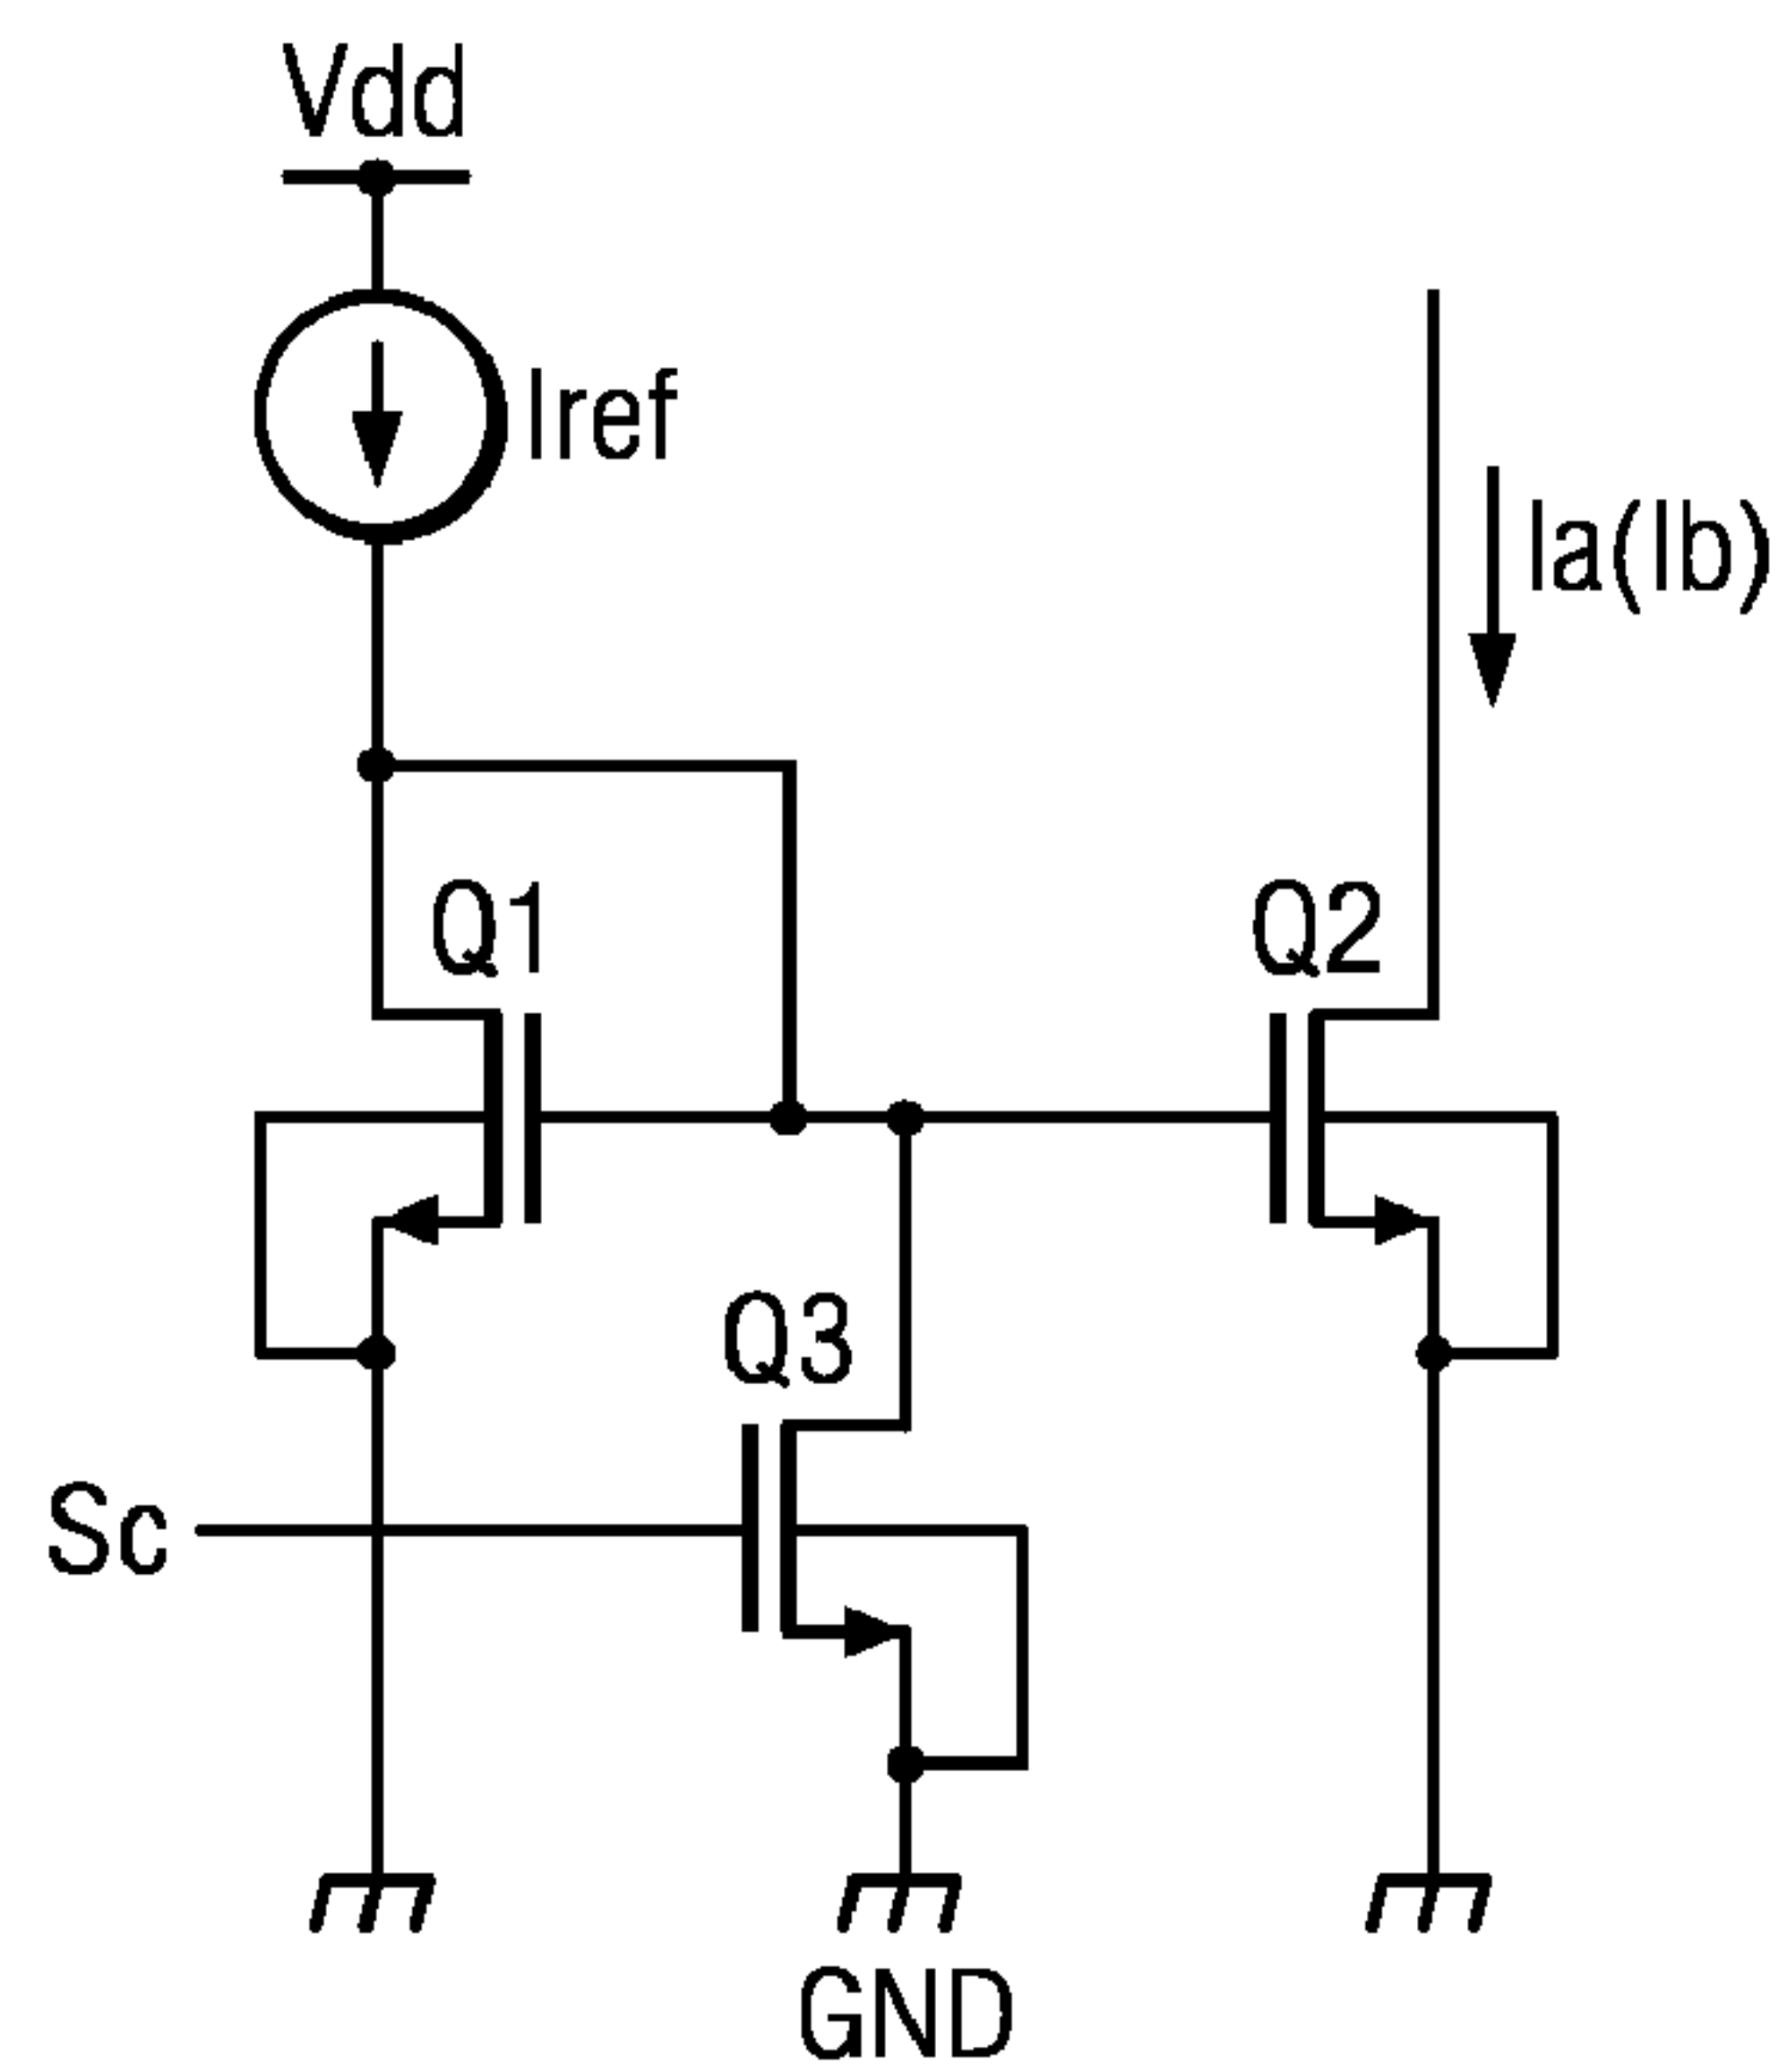 Vdd
Iref
Ia(Ib)
Q1
Q2
Q3
Sc
GND